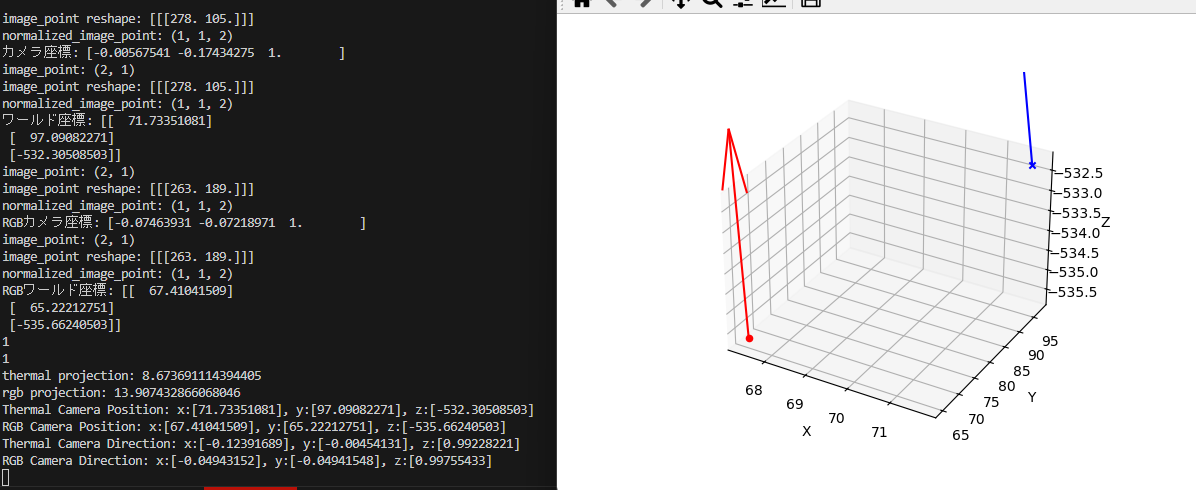 image_point reshape: [[[278. 105.]]]
normalized_image_point: (1, 1, 2)
カメラ座標: [-0.00567541 -0.17434275  1.        ]
image_point: (2, 1)
image_point reshape: [[[278. 105.]]]
normalized_image_point: (1, 1, 2)
ワールド座標: [[  71.73351081]
 [  97.09082271]
 [-532.30508503]]
image_point: (2, 1)
image_point reshape: [[[263. 189.]]]
normalized_image_point: (1, 1, 2)
RGBカメラ座標: [-0.07463931 -0.07218971  1.        ]
image_point: (2, 1)
image_point reshape: [[[263. 189.]]]
normalized_image_point: (1, 1, 2)
RGBワールド座標: [[  67.41041509]
 [  65.22212751]
 [-535.66240503]]
1
1
thermal projection: 8.673691114394405
rgb projection: 13.907432866068046
Thermal Camera Position: x:[71.73351081], y:[97.09082271], z:[-532.30508503]
RGB Camera Position: x:[67.41041509], y:[65.22212751], z:[-535.66240503]
Thermal Camera Direction: x:[-0.12391689], y:[-0.00454131], z:[0.99228221]
RGB Camera Direction: x:[-0.04943152], y:[-0.04941548], z:[0.99755433]
−532.5
−533.0
−533.5
Z
−534.0
−534.5
−535.0
−535.5
95
90
85
80
75
70
65
Y
68
69
70
71
X